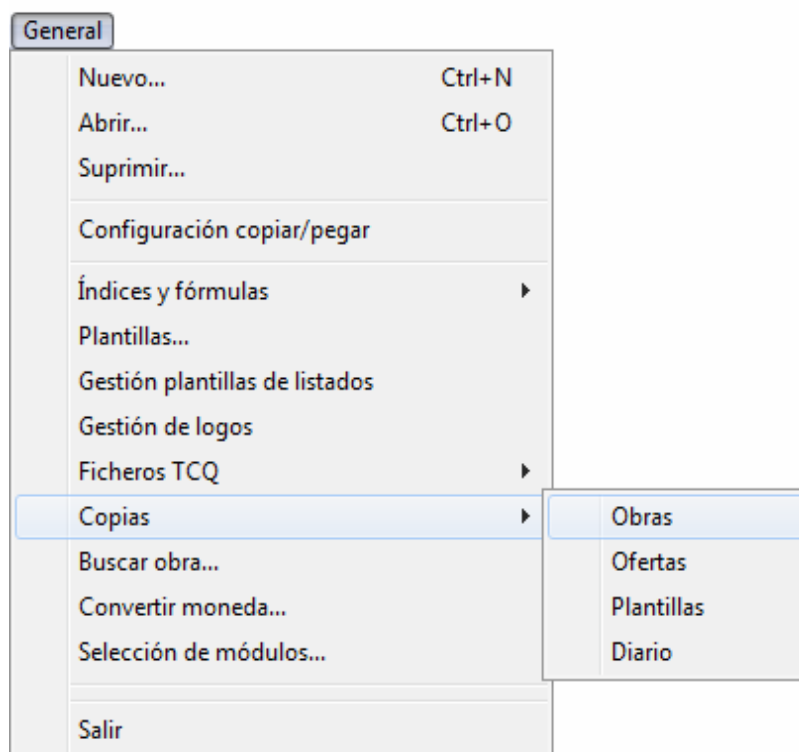 General
Nuevo... Ctrl+N
Abrir... Ctrl+O
Suprimir...
Configuración copiar/pegar
Índices y fórmulas
Plantillas...
Gestión plantillas de listados
Gestión de logos
Ficheros TCQ
Copias
Obras
Buscar obra...
Ofertas
Convertir moneda...
Plantillas
Selección de módulos...
Diario
Salir